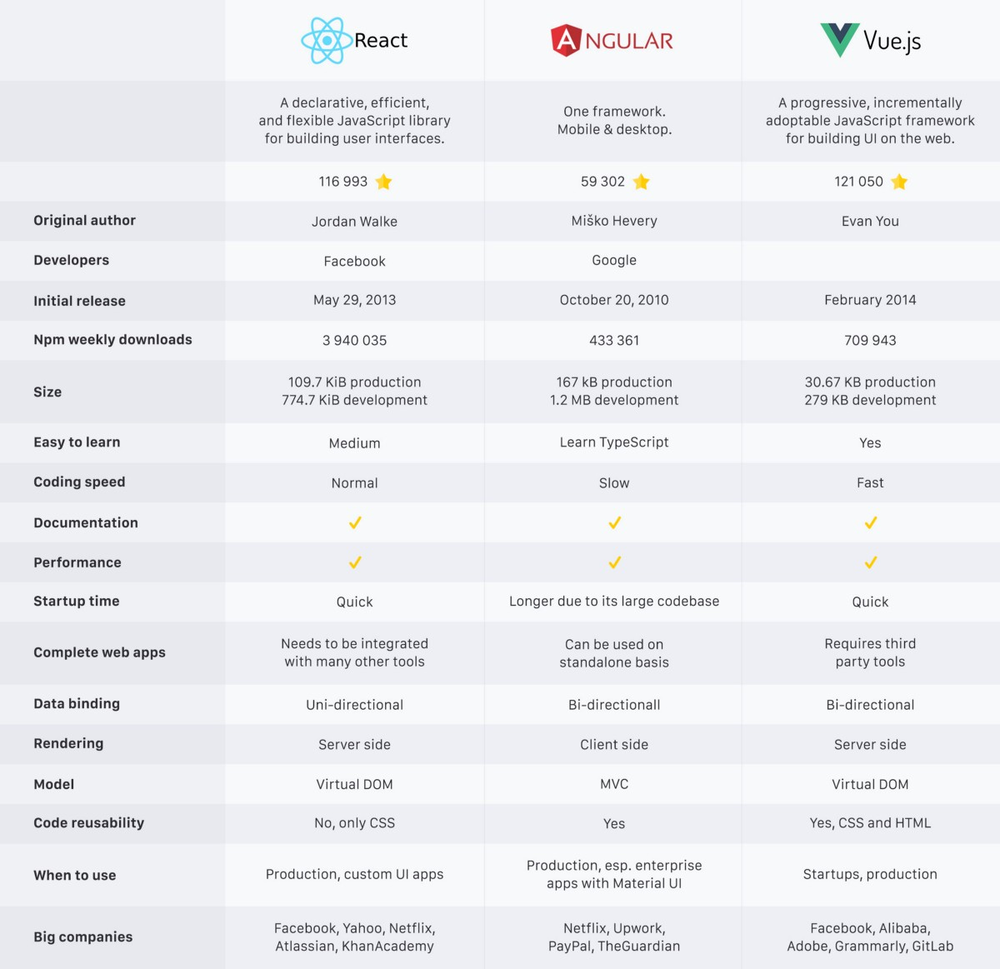 React
ANGULAR
Vue.js
A declarative, efficient,
and flexible JavaScript library
for building user interfaces.
One framework.
Mobile & desktop.
A progressive, incrementally
adoptable JavaScript framework
for building UI on the web.
116 993
59 302
121 050
Original author
Jordan Walke
Miško Hevery
Evan You
Developers
Facebook
Google
Initial release
May 29, 2013
October 20, 2010
February 2014
Npm weekly downloads
3 940 035
433 361
709 943
Size
109.7 KiB production
774.7 KiB development
167 kB production
1.2 MB development
30.67 KB production
279 KB development
Easy to learn
Medium
Learn TypeScript
Yes
Coding speed
Normal
Slow
Fast
Documentation
Performance
Startup time
Quick
Longer due to its large codebase
Quick
Complete web apps
Needs to be integrated
with many other tools
Can be used on
standalone basis
Requires third
party tools
Data binding
Uni-directional
Bi-directionall
Bi-directional
Rendering
Server side
Client side
Server side
Model
Virtual DOM
MVC
Virtual DOM
Code reusability
No, only CSS
Yes
Yes, CSS and HTML
When to use
Production, custom UI apps
Production, esp. enterprise
apps with Material UI
Startups, production
Big companies
Facebook, Yahoo, Netflix,
Atlassian, KhanAcademy
Netflix, Upwork,
PayPal, TheGuardian
Facebook, Alibaba,
Adobe, Grammarly, GitLab